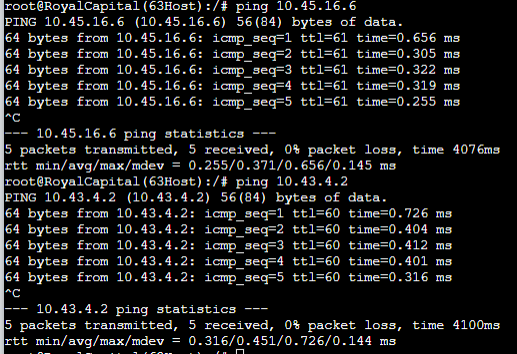 root@RoyalCapital(63Host):/# ping 10.45.16.6
PING 10.45.16.6 (10.45.16.6) 56(84) bytes of data.
64 bytes from 10.45.16.6: icmp_seq=1 ttl=61 time=0.656 ms
64 bytes from 10.45.16.6: icmp_seq=2 ttl=61 time=0.305 ms
64 bytes from 10.45.16.6: icmp_seq=3 ttl=61 time=0.322 ms
64 bytes from 10.45.16.6: icmp_seq=4 ttl=61 time=0.319 ms
64 bytes from 10.45.16.6: icmp_seq=5 ttl=61 time=0.255 ms
^C
--- 10.45.16.6 ping statistics ---
5 packets transmitted, 5 received, 0% packet loss, time 4076ms
rtt min/avg/max/mdev = 0.255/0.371/0.656/0.145 ms
root@RoyalCapital(63Host):/# ping 10.43.4.2
PING 10.43.4.2 (10.43.4.2) 56(84) bytes of data.
64 bytes from 10.43.4.2: icmp_seq=1 ttl=60 time=0.726 ms
64 bytes from 10.43.4.2: icmp_seq=2 ttl=60 time=0.404 ms
64 bytes from 10.43.4.2: icmp_seq=3 ttl=60 time=0.412 ms
64 bytes from 10.43.4.2: icmp_seq=4 ttl=60 time=0.401 ms
64 bytes from 10.43.4.2: icmp_seq=5 ttl=60 time=0.316 ms
^C
--- 10.43.4.2 ping statistics ---
5 packets transmitted, 5 received, 0% packet loss, time 4100ms
rtt min/avg/max/mdev = 0.316/0.451/0.726/0.144 ms
root@RoyalCapital(63Host):/#